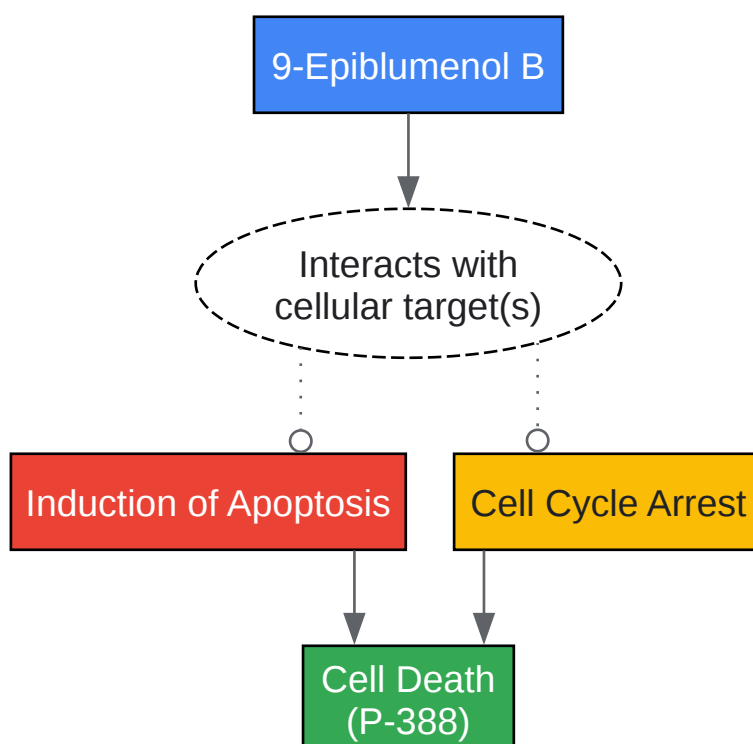 9-Epiblumenol B
Interacts with
cellular target(s)
Induction of Apoptosis
Cell Cycle Arrest
Cell Death
(P-388)